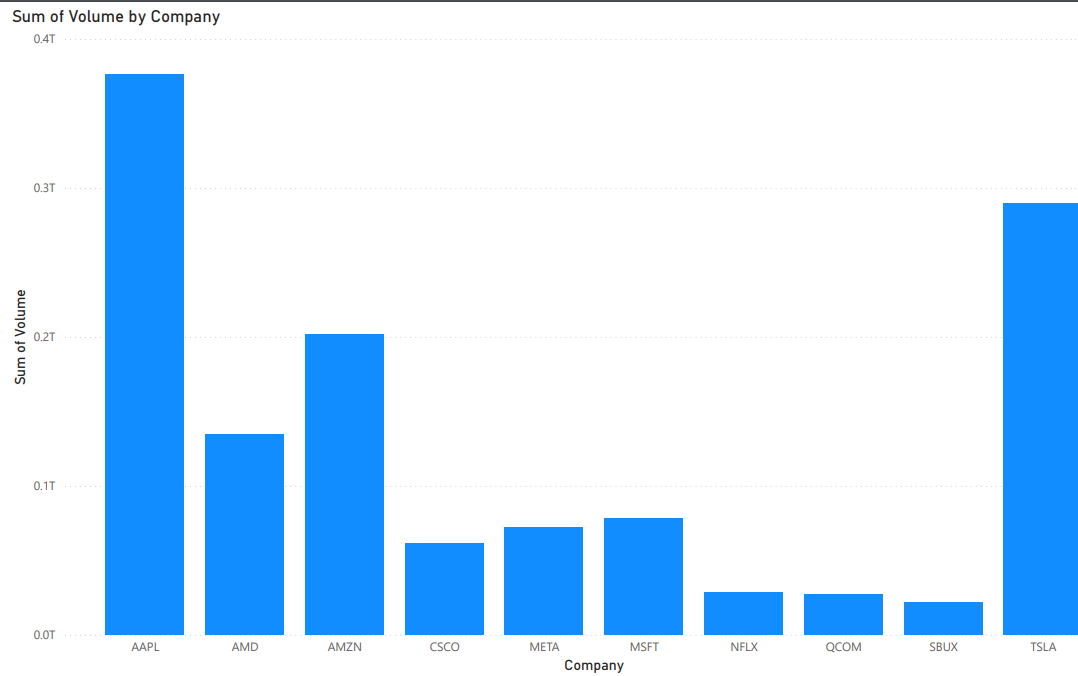 Sum of Volume by Company
0.4T
0.3T
0.2T
0.1T
0.0T
Sum of Volume
AAPL AMD AMZN CSCO META MSFT NFLX QCOM SBUX TSLA
Company